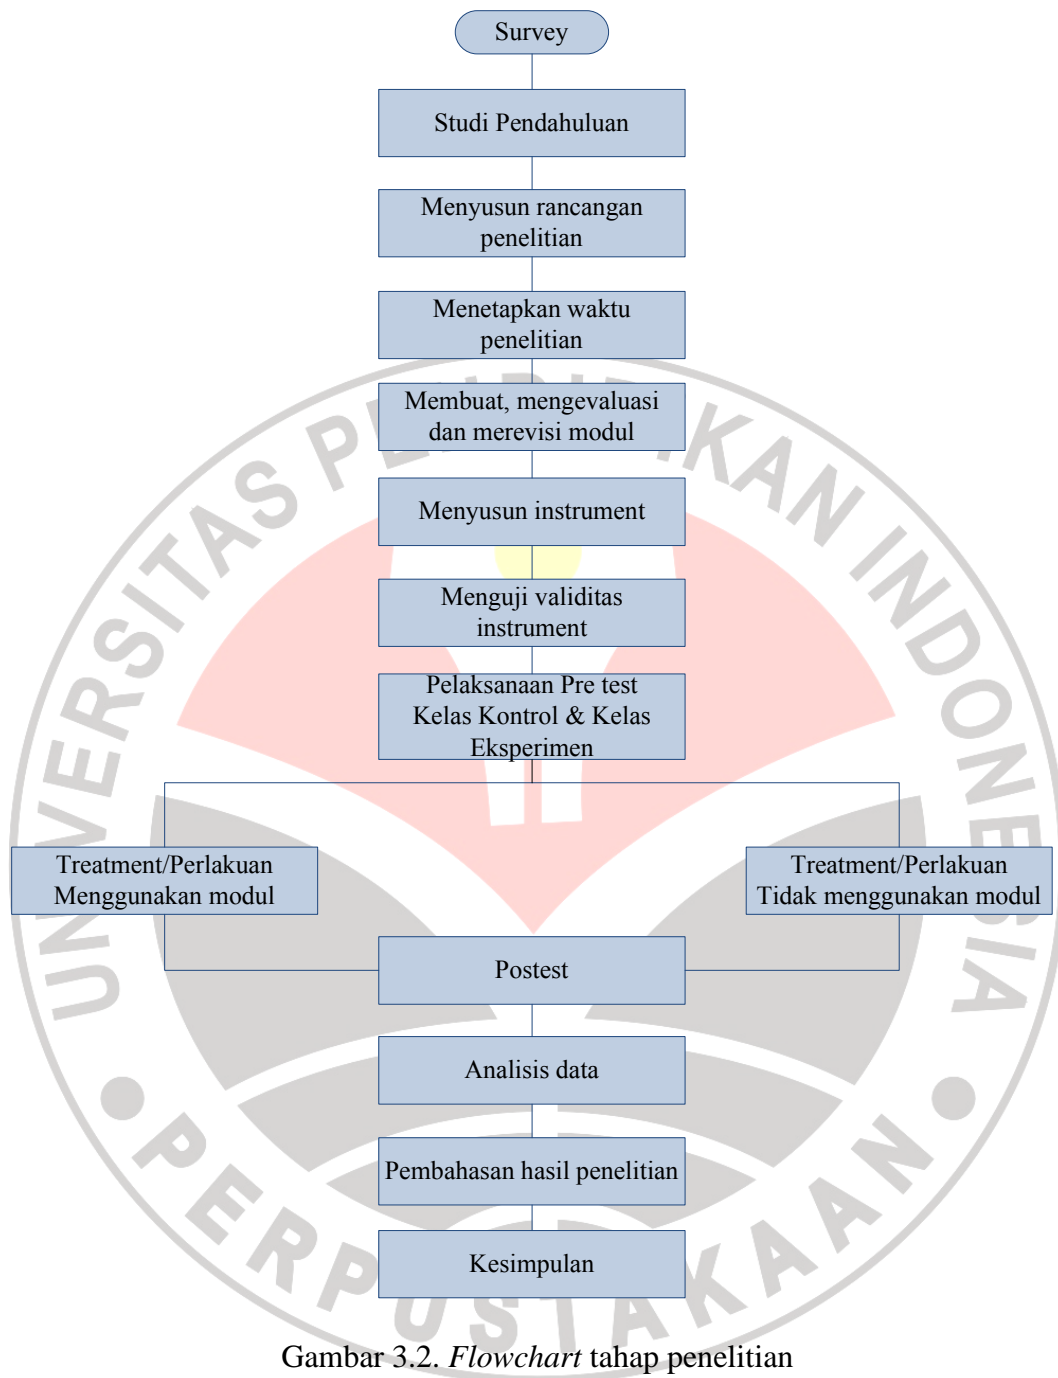 Survey
Studi Pendahuluan
Menyusun rancangan
penelitian
Menetapkan waktu
penelitian
Membuat, mengevaluasi
dan merevisi modul
Menyusun instrument
Menguji validitas
instrument
Pelaksanaan Pre test
Kelas Kontrol & Kelas
Eksperimen
Treatment/Perlakuan
Menggunakan modul
Treatment/Perlakuan
Tidak menggunakan modul
Postest
Analisis data
Pembahasan hasil penelitian
Kesimpulan
Gambar 3.2. Flowchart tahap penelitian
UNIVERSITAS PENDIDIKAN INDONESIA
PERPUSTAKAAN